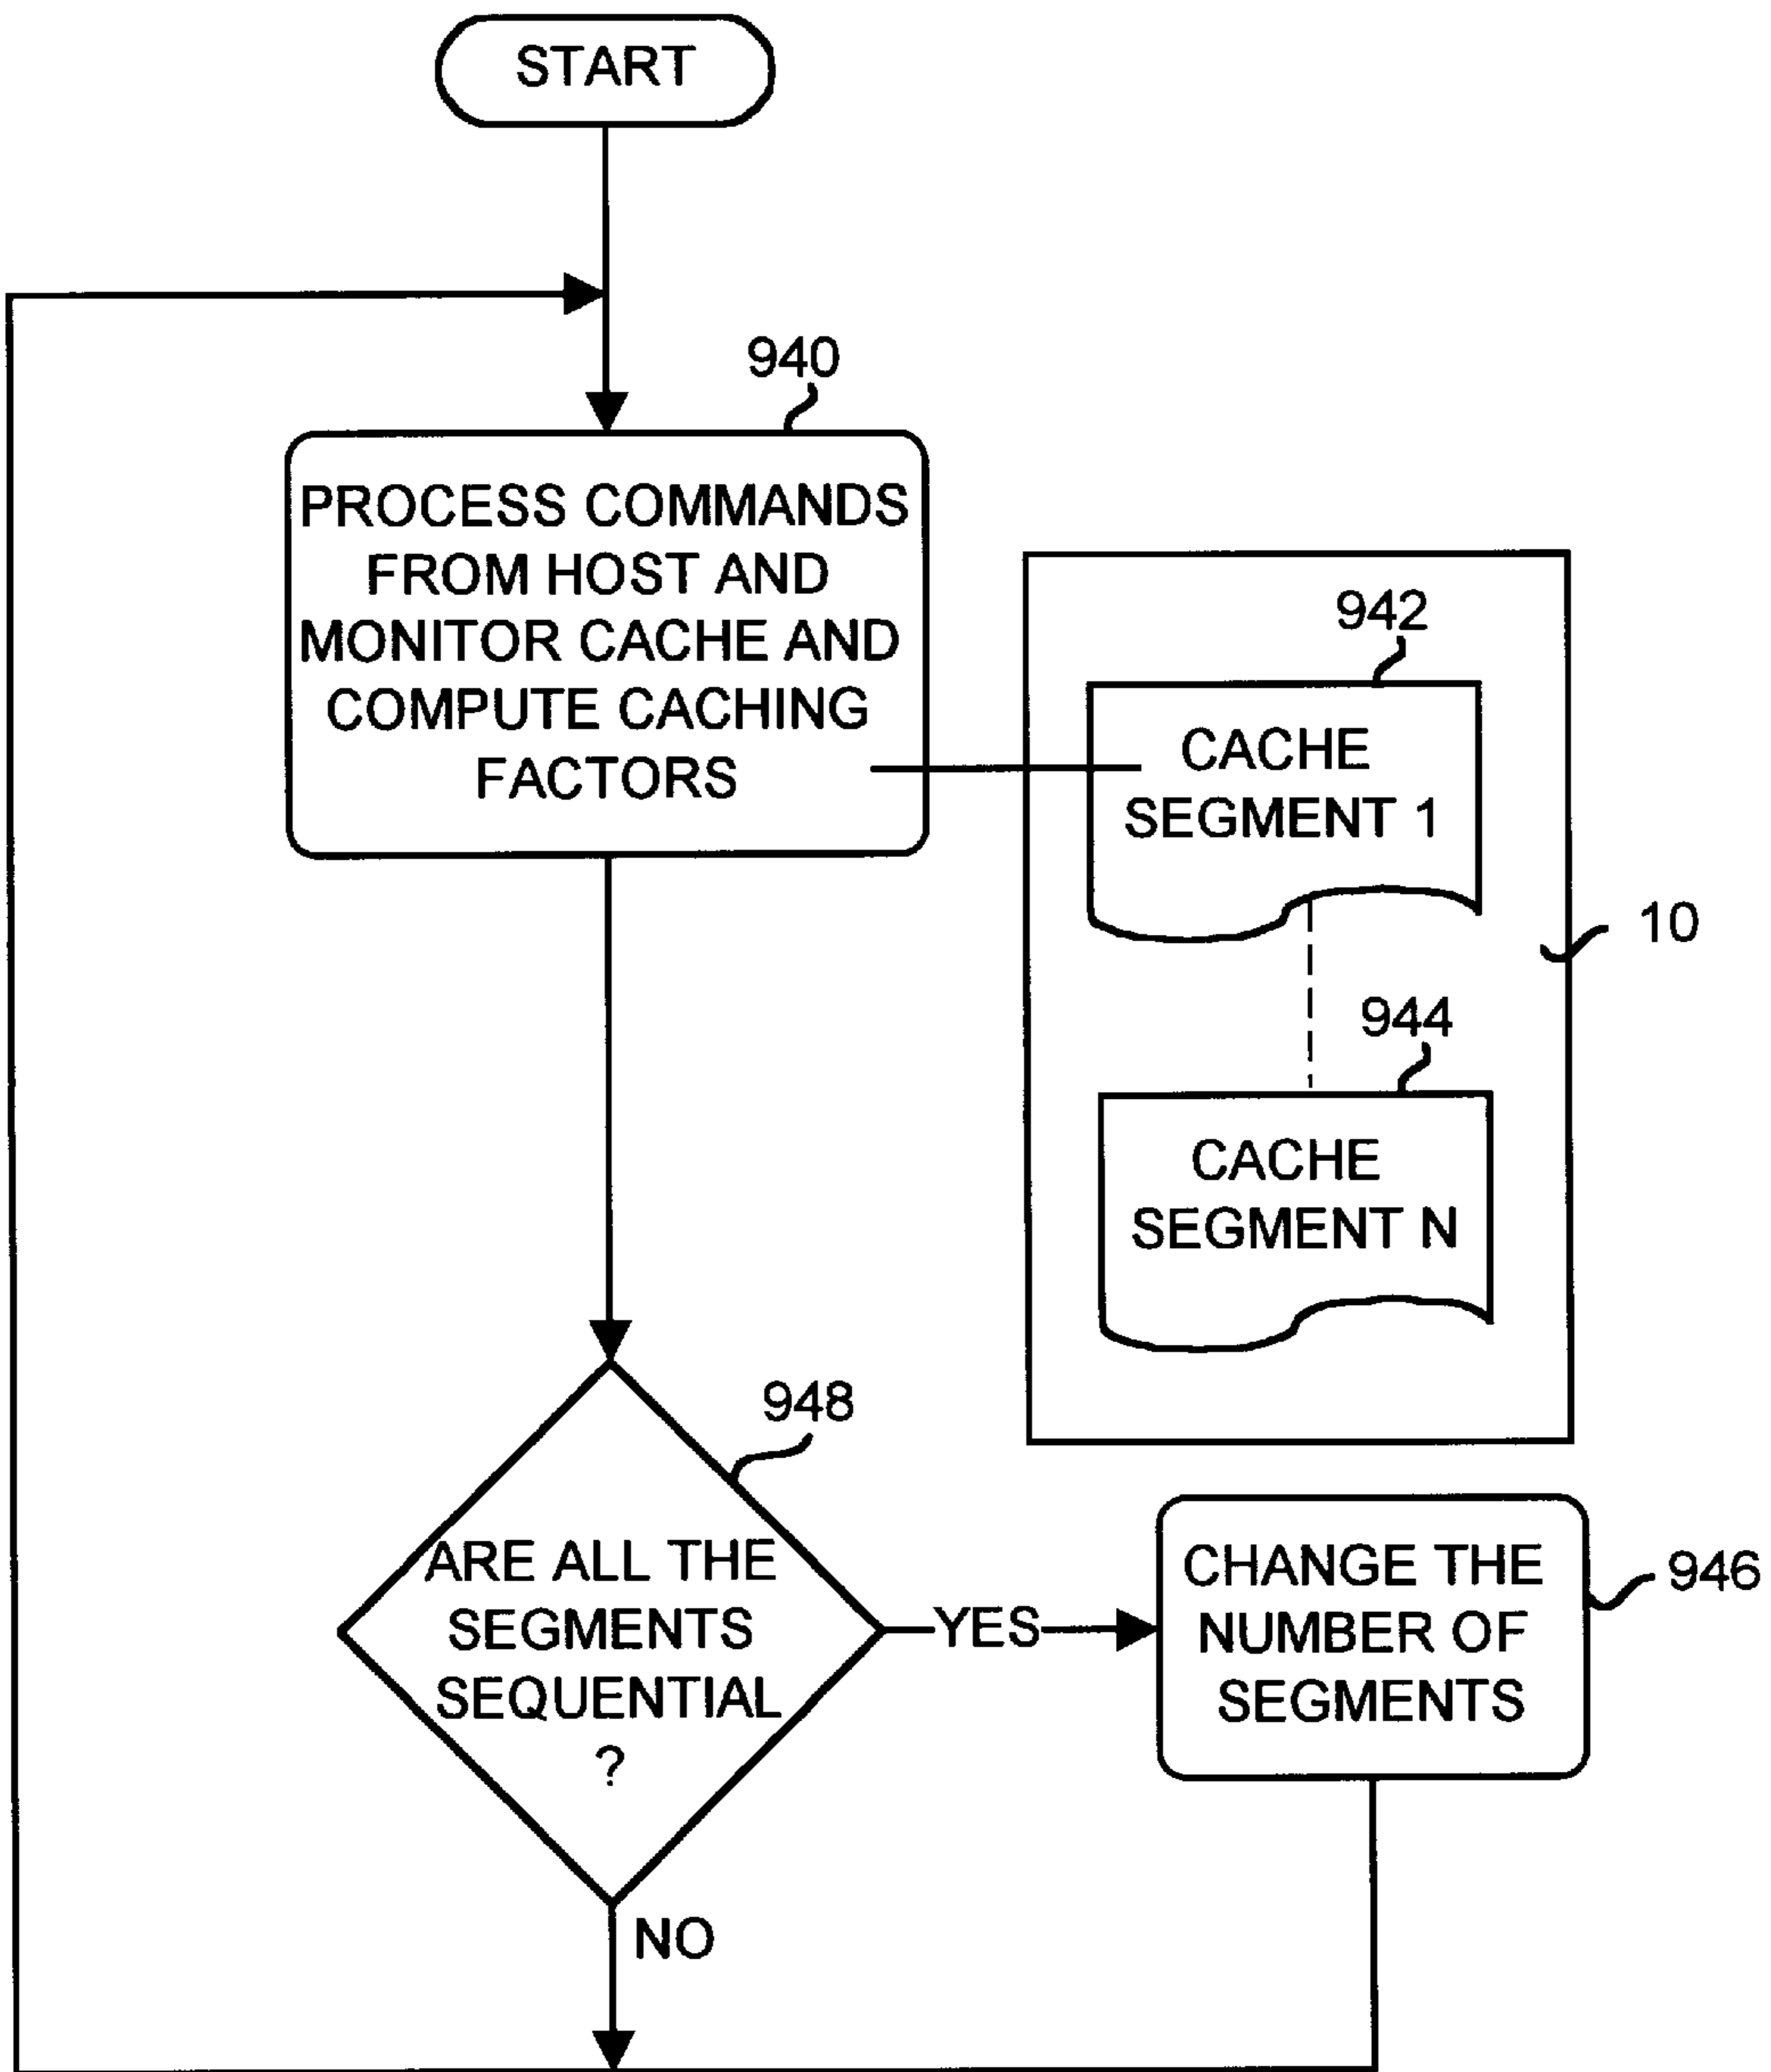 START
940
PROCESS COMMANDS
FROM HOST AND
MONITOR CACHE AND
COMPUTE CACHING
FACTORS
942
CACHE
SEGMENT 1
10
944
CACHE
SEGMENT N
948
ARE ALL THE
SEGMENTS
SEQUENTIAL
?
YES
CHANGE THE
NUMBER OF
SEGMENTS
946
NO